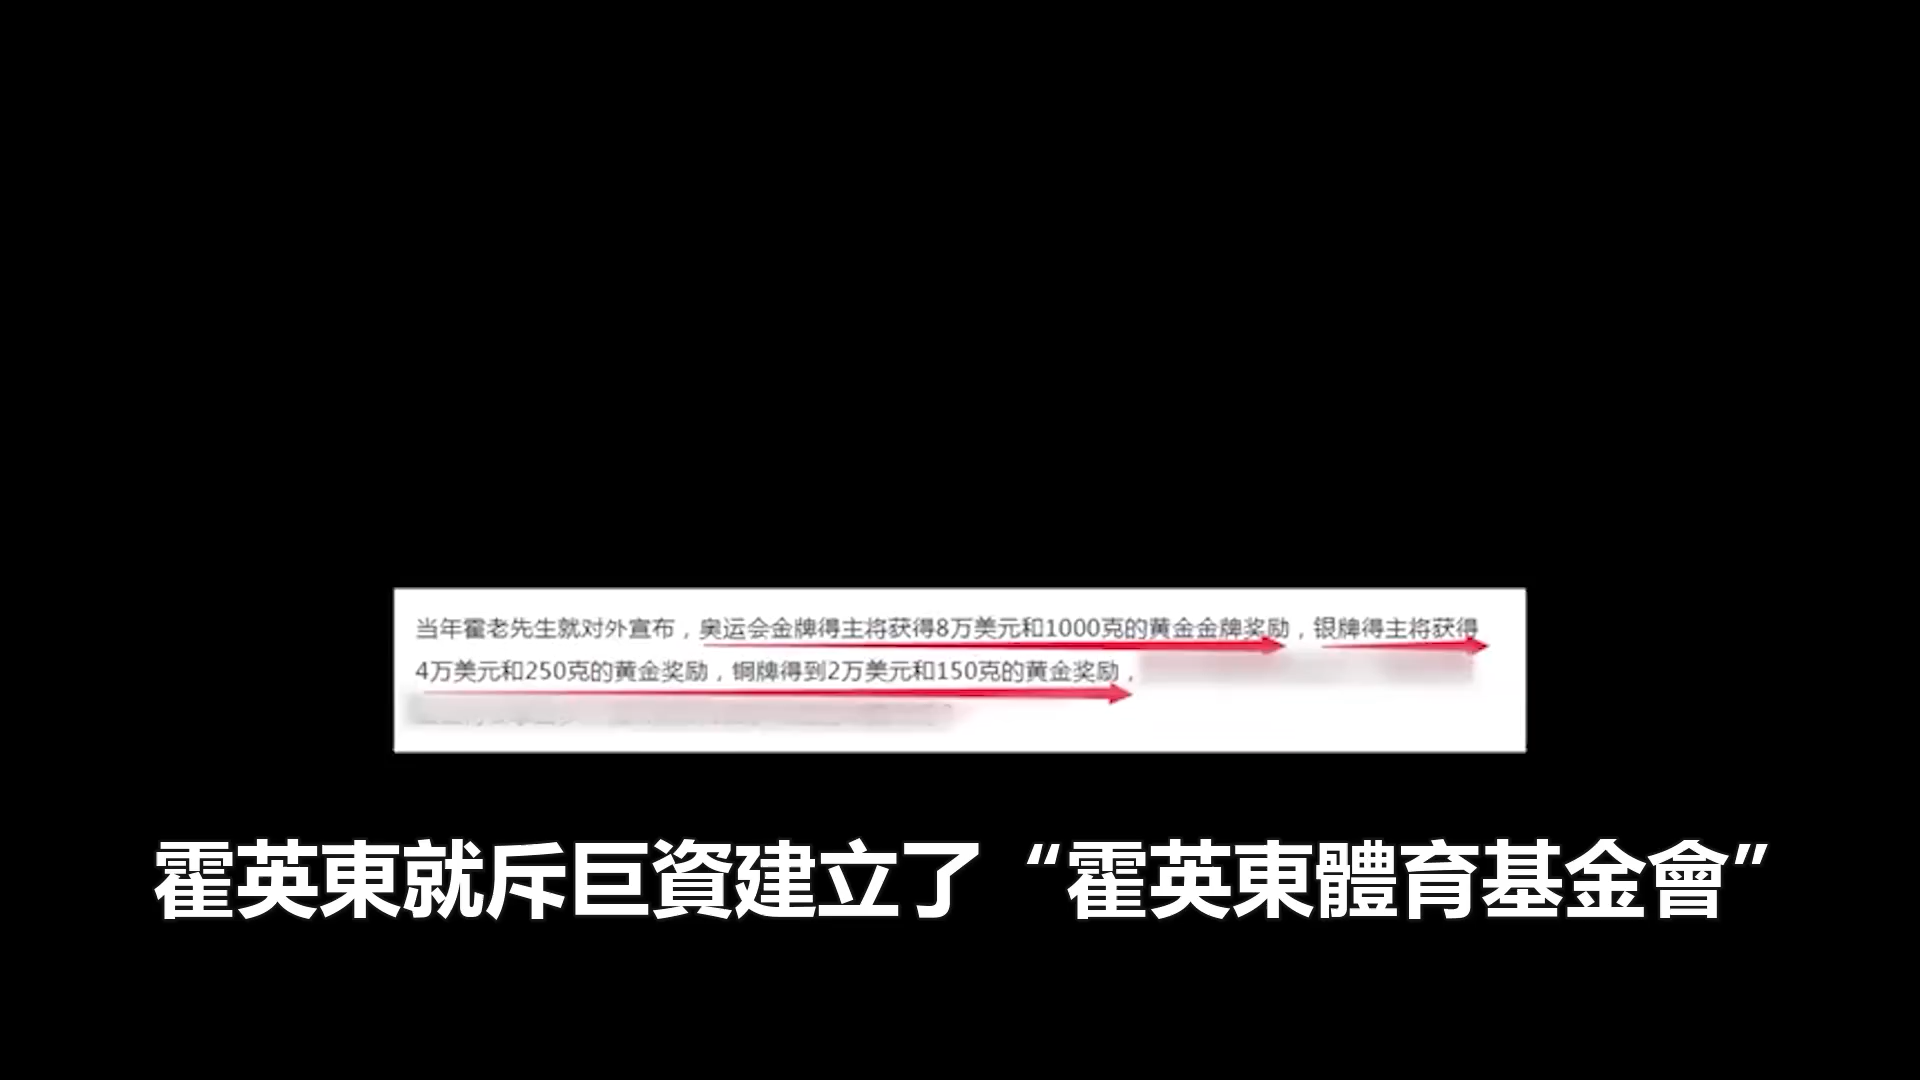 当年霍老先生就对外宣布，奥运会金牌得主将获得8万美元和1000克的黄金金牌奖励，银牌得主将获得
4万美元和250克的黄金奖励，铜牌得到2万美元和150克的黄金奖励，
霍英東就斥巨資建立了“霍英東體育基金會”